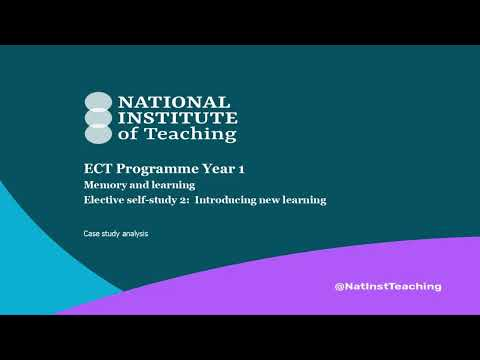 NATIONAL
INSTITUTE
of Teaching
ECT Programme Year 1
Memory and learning
Elective self-study 2: Introducing new learning
Case study analysis
@NatInstTeaching